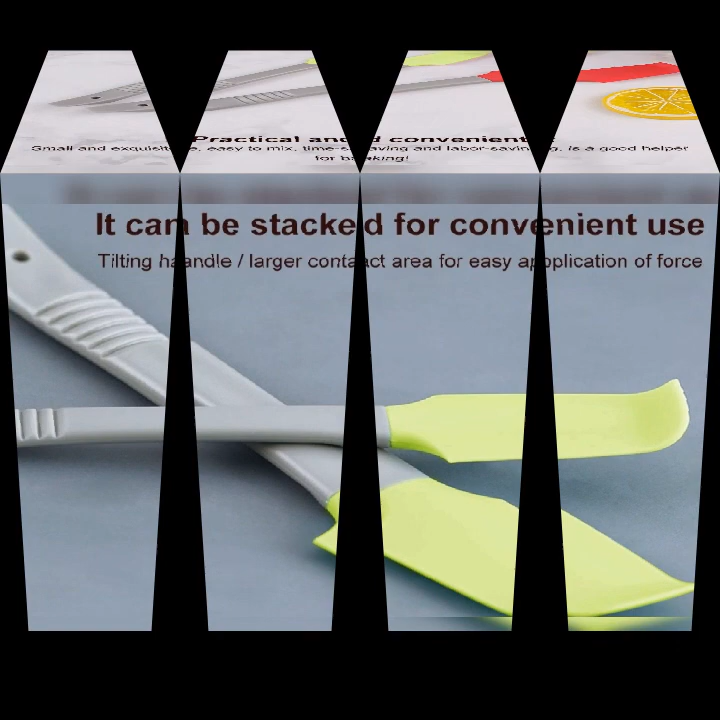 Practical and convenient
Small and exquisite, easy to mix, time-saving and labor-saving, is a good helper
for baking!
It can be stacked for convenient use
Tilting handle / larger contact area for easy application of force